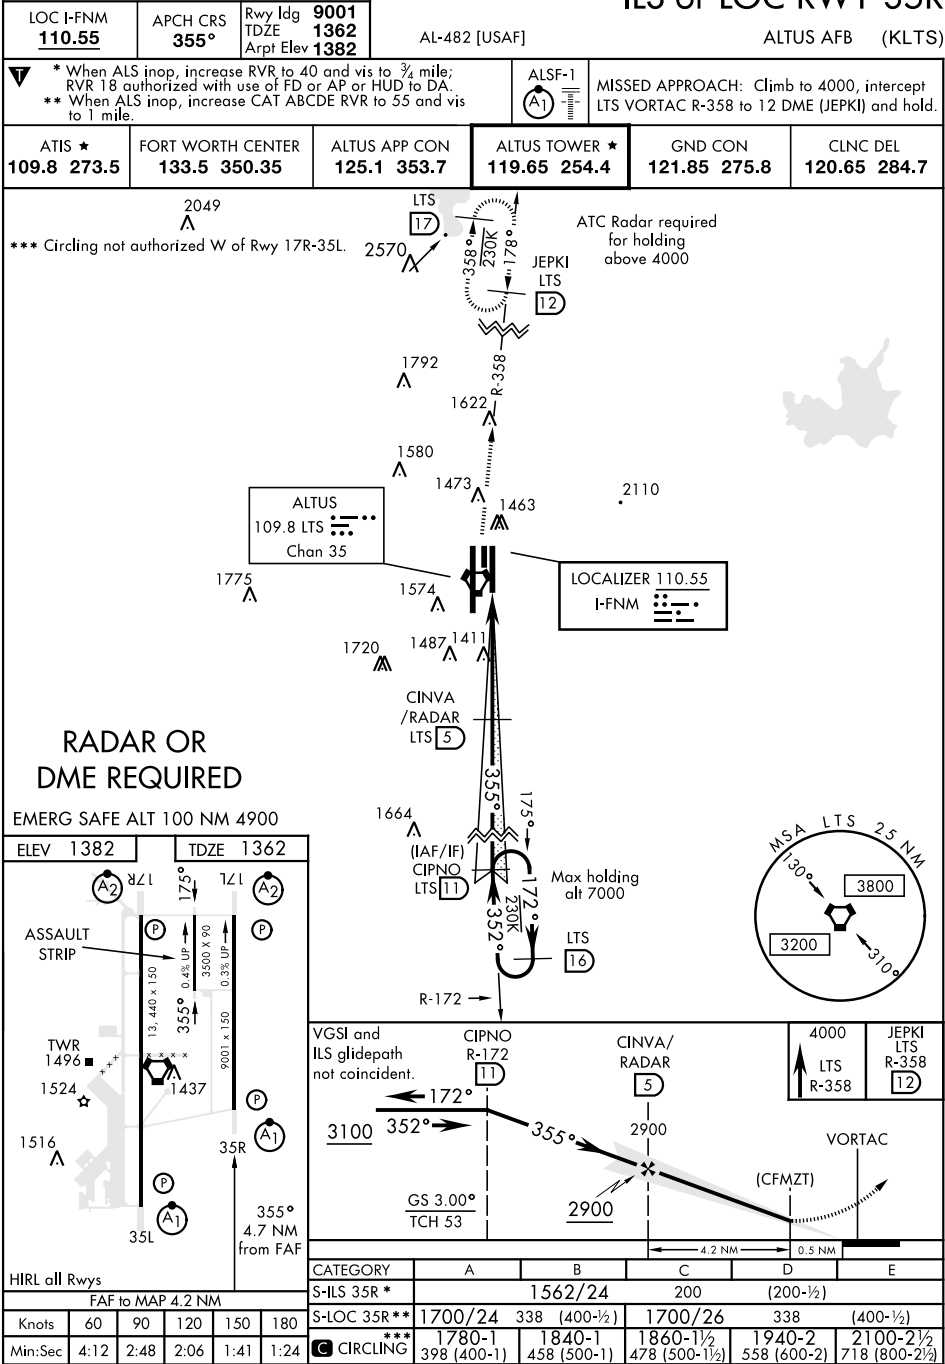 ILS or LOC RWY 35R
LOC I-FNM
110.55
APCH CRS
355°
Rwy ldg 9001
TDZE 1362
Arpt Elev 1382
AL-482 [USAF]
ALTUS AFB (KLTS)
T
* When ALS inop, increase RVR to 40 and vis to ¾ mile;
RVR 18 authorized with use of FD or AP or HUD to DA.
** When ALS inop, increase CAT ABCDE RVR to 55 and vis
to 1 mile.
ALSF-1
A1
MISSED APPROACH: Climb to 4000, intercept
LTS VORTAC R-358 to 12 DME (JEPKI) and hold.
ATIS ★
109.8 273.5
FORT WORTH CENTER
133.5 350.35
ALTUS APP CON
125.1 353.7
ALTUS TOWER ★
119.65 254.4
GND CON
121.85 275.8
CLNC DEL
120.65 284.7
2049
*** Circling not authorized W of Rwy 17R-35L.
2570
LTS
17
358°
230K
178°
JEPKI
LTS
12
ATC Radar required
for holding
above 4000
R-358
1792
1622
1580
1473
1463
2110
ALTUS
109.8 LTS
Chan 35
LOCALIZER 110.55
I-FNM
1775
1574
1720
1487
1411
CINVA
/RADAR
LTS 5
355°
RADAR OR
DME REQUIRED
EMERG SAFE ALT 100 NM 4900
1664
175°
(IAF/IF)
CIPNO
LTS 11
172°
230K
352°
Max holding
alt 7000
LTS
16
R-172
MSA LTS 25 NM
130°
3800
3200
310°
ELEV 1382
TDZE 1362
A2
17R
175°
17L
A2
P
P
ASSAULT
STRIP
13, 440 x 150
0.4% UP
3500 X 90
0.3% UP
355°
9001 x 150
TWR
1496
1524
1437
1516
P
A1
35R
P
A1
35L
355°
4.7 NM
from FAF
HIRL all Rwys
FAF to MAP 4.2 NM
Knots 60 90 120 150 180
Min:Sec 4:12 2:48 2:06 1:41 1:24
VGSI and
ILS glidepath
not coincident.
CIPNO
R-172
11
CINVA/
RADAR
5
4000
LTS
R-358
JEPKI
LTS
R-358
12
172°
3100
352°
355°
2900
2900
VORTAC
(CFMZT)
GS 3.00°
TCH 53
4.2 NM
0.5 NM
CATEGORY A B C D E
S-ILS 35R * 1562/24 200 (200-½)
S-LOC 35R ** 1700/24 338 (400-½) 1700/26 338 (400-½)
C CIRCLING ***
1780-1 1840-1 1860-1½ 1940-2 2100-2½
398 (400-1) 458 (500-1) 478 (500-1½) 558 (600-2) 718 (800-2½)